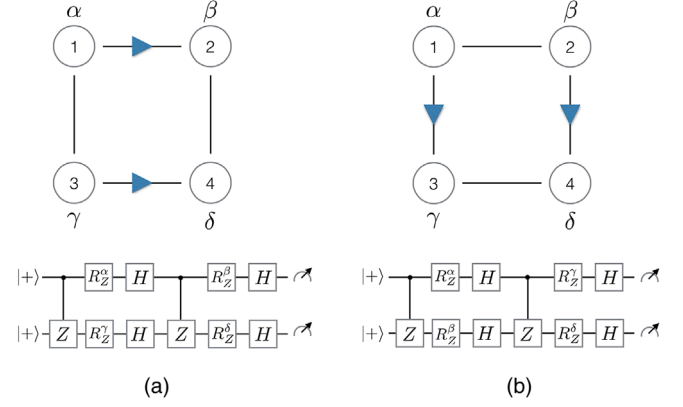 α β α β
1 2 1 2
3 4 3 4
γ δ γ δ
|+⟩ R_Z^α H R_Z^β H |+⟩ R_Z^α H R_Z^γ H
|+⟩ Z R_Z^γ H Z R_Z^δ H |+⟩ Z R_Z^β H Z R_Z^δ H
(a) (b)